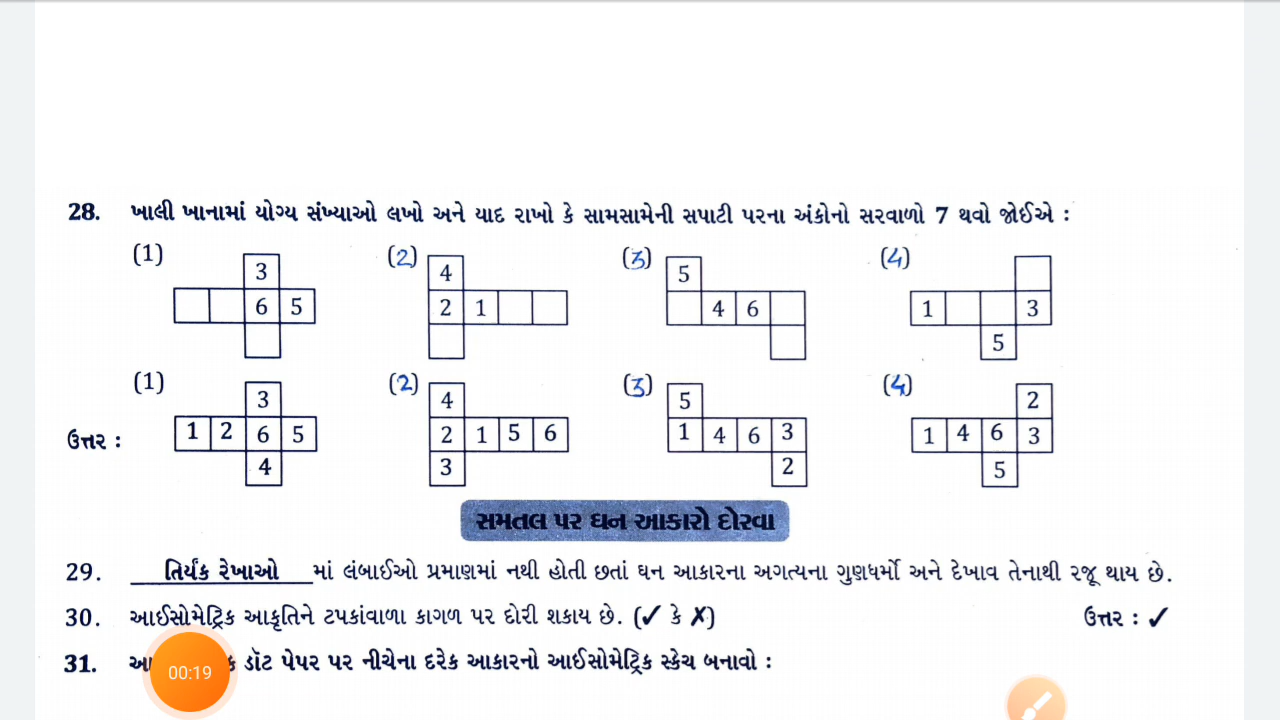 28. ખાલી ખાનામાં યોગ્ય સંખ્યાઓ લખો અને યાદ રાખો કે સામસામેની સપાટી પરના અંકોનો સરવાળો 7 થવો જોઈએ :
(1) (2) (3) (4)
3 4 5
6 5 2 1 4 6 1 3
5
(1) (2) (3) (4)
3 4 5 2
ઉત્તર : 1 2 6 5 2 1 5 6 1 4 6 3 1 4 6 3
4 3 2 5
સમતલ પર ઘન આકારો દોરવા
29. તિર્યક રેખાઓ માં લંબાઈઓ પ્રમાણમાં નથી હોતી છતાં ઘન આકારના અગત્યના ગુણધર્મો અને દેખાવ તેનાથી રજૂ થાય છે.
30. આઈસોમેટ્રિક આકૃતિને ટપકાંવાળા કાગળ પર દોરી શકાય છે. (✓ કે ✗) ઉત્તર : ✓
31. ડૉટ પેપર પર નીચેના દરેક આકારનો આઈસોમેટ્રિક સ્કેચ બનાવો :
00:19